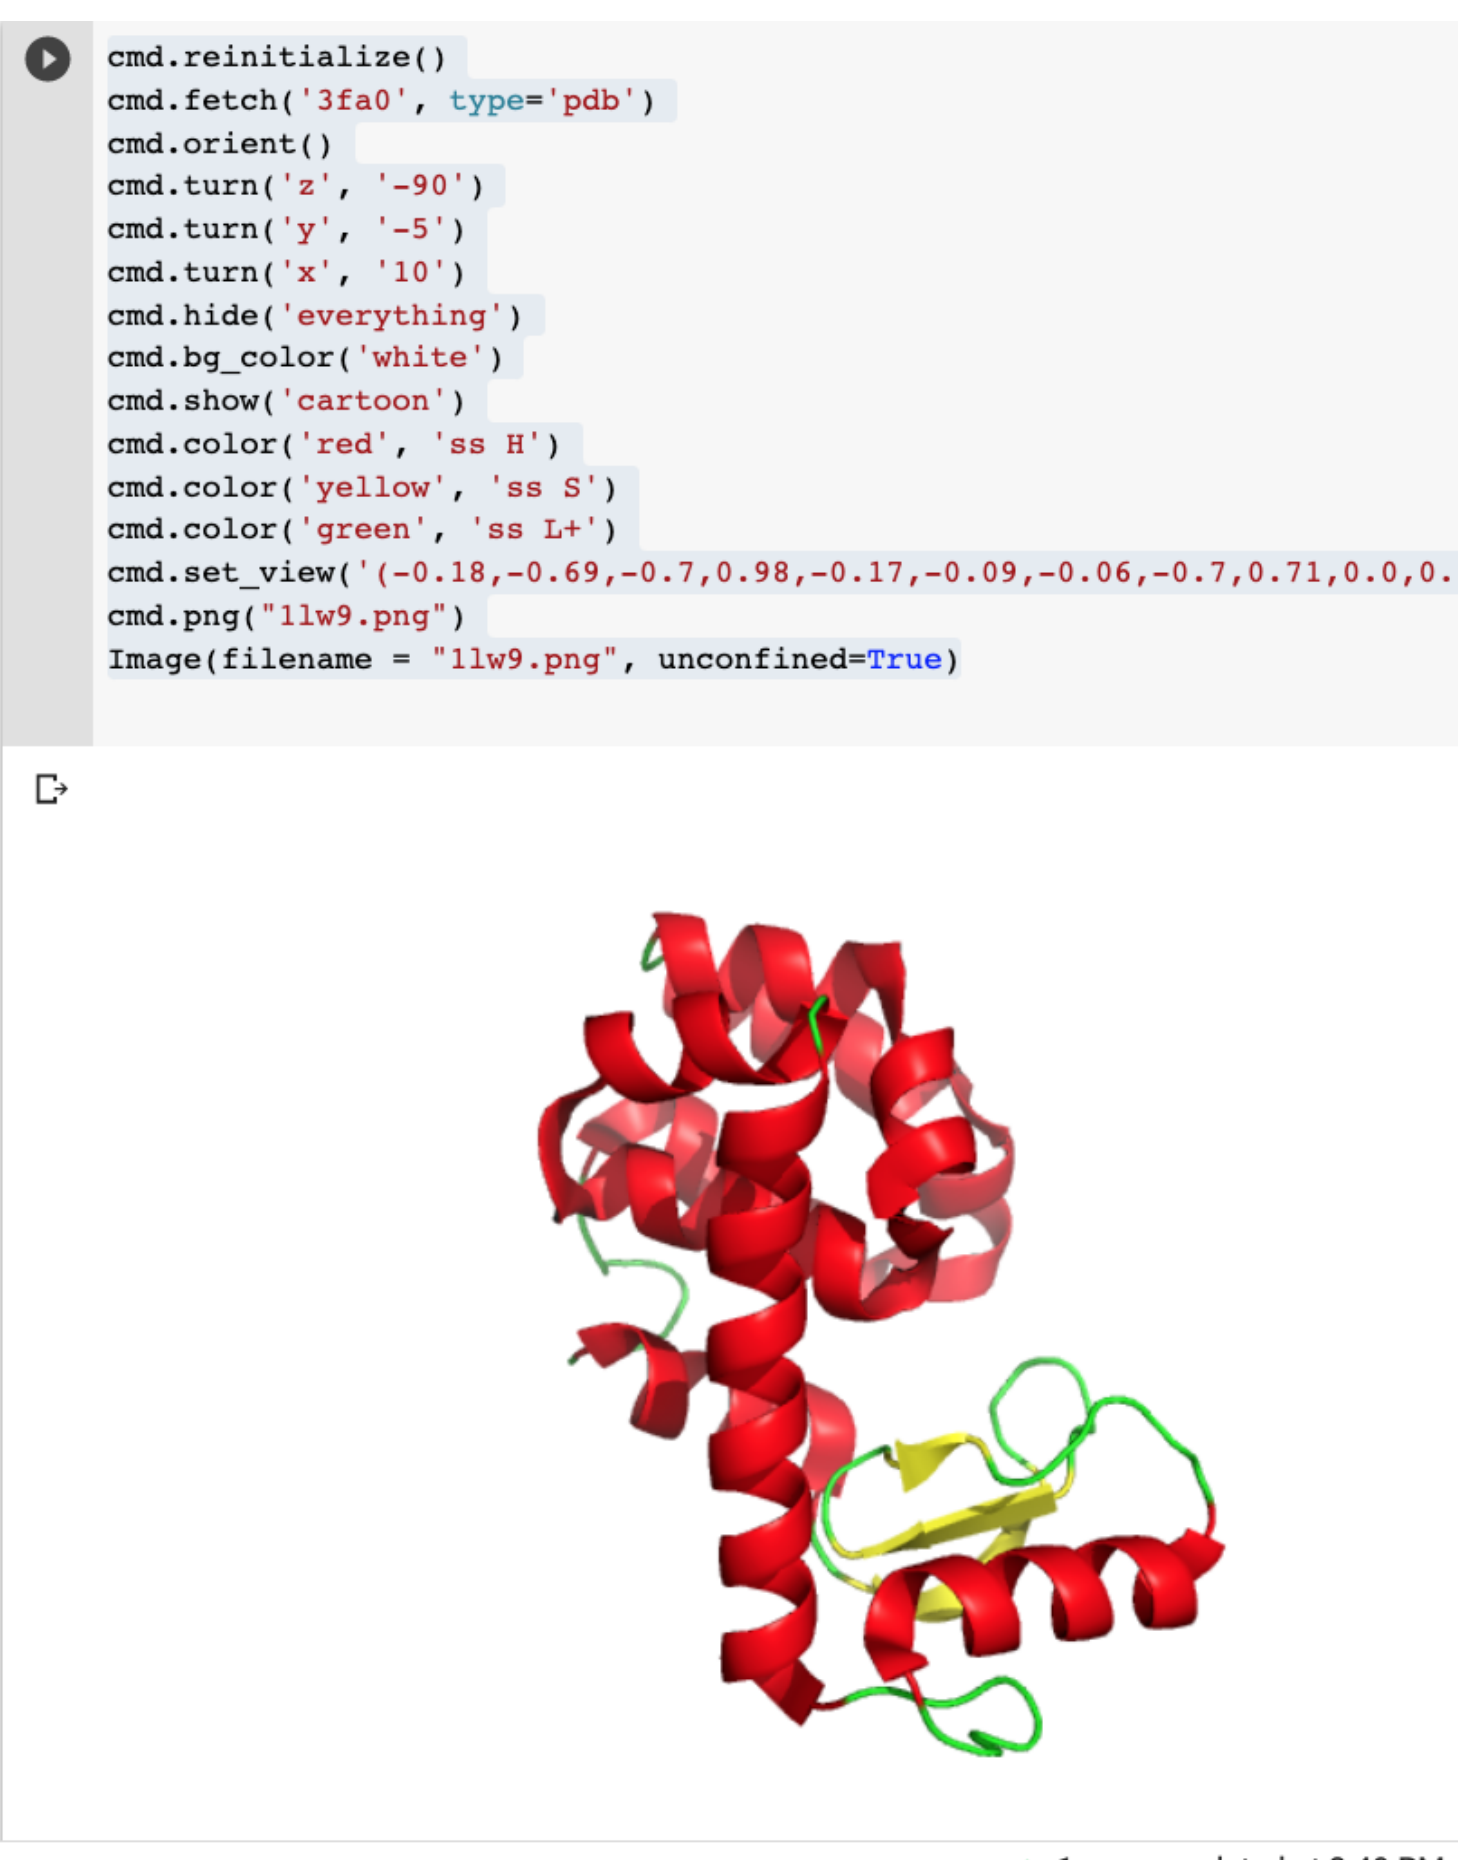 cmd.reinitialize()
cmd.fetch('3fa0', type='pdb')
cmd.orient()
cmd.turn('z', '-90')
cmd.turn('y', '-5')
cmd.turn('x', '10')
cmd.hide('everything')
cmd.bg_color('white')
cmd.show('cartoon')
cmd.color('red', 'ss H')
cmd.color('yellow', 'ss S')
cmd.color('green', 'ss L+')
cmd.set_view('(-0.18,-0.69,-0.7,0.98,-0.17,-0.09,-0.06,-0.7,0.71,0.0,0.
cmd.png("1lw9.png")
Image(filename = "1lw9.png", unconfined=True)